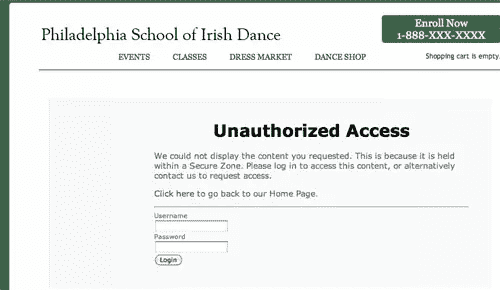 Philadelphia School of Irish Dance
Enroll Now
1-888-XXX-XXXX
EVENTS CLASSES DRESS MARKET DANCE SHOP
Shopping cart is empty.
Unauthorized Access
We could not display the content you requested. This is because it is held
within a Secure Zone. Please log in to access this content, or alternatively
contact us to request access.
Click here to go back to our Home Page.
Username
Password
Login